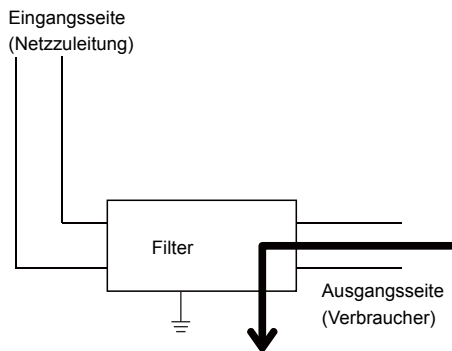 Eingangsseite
(Netzzuleitung)
Filter
Ausgangsseite
(Verbraucher)